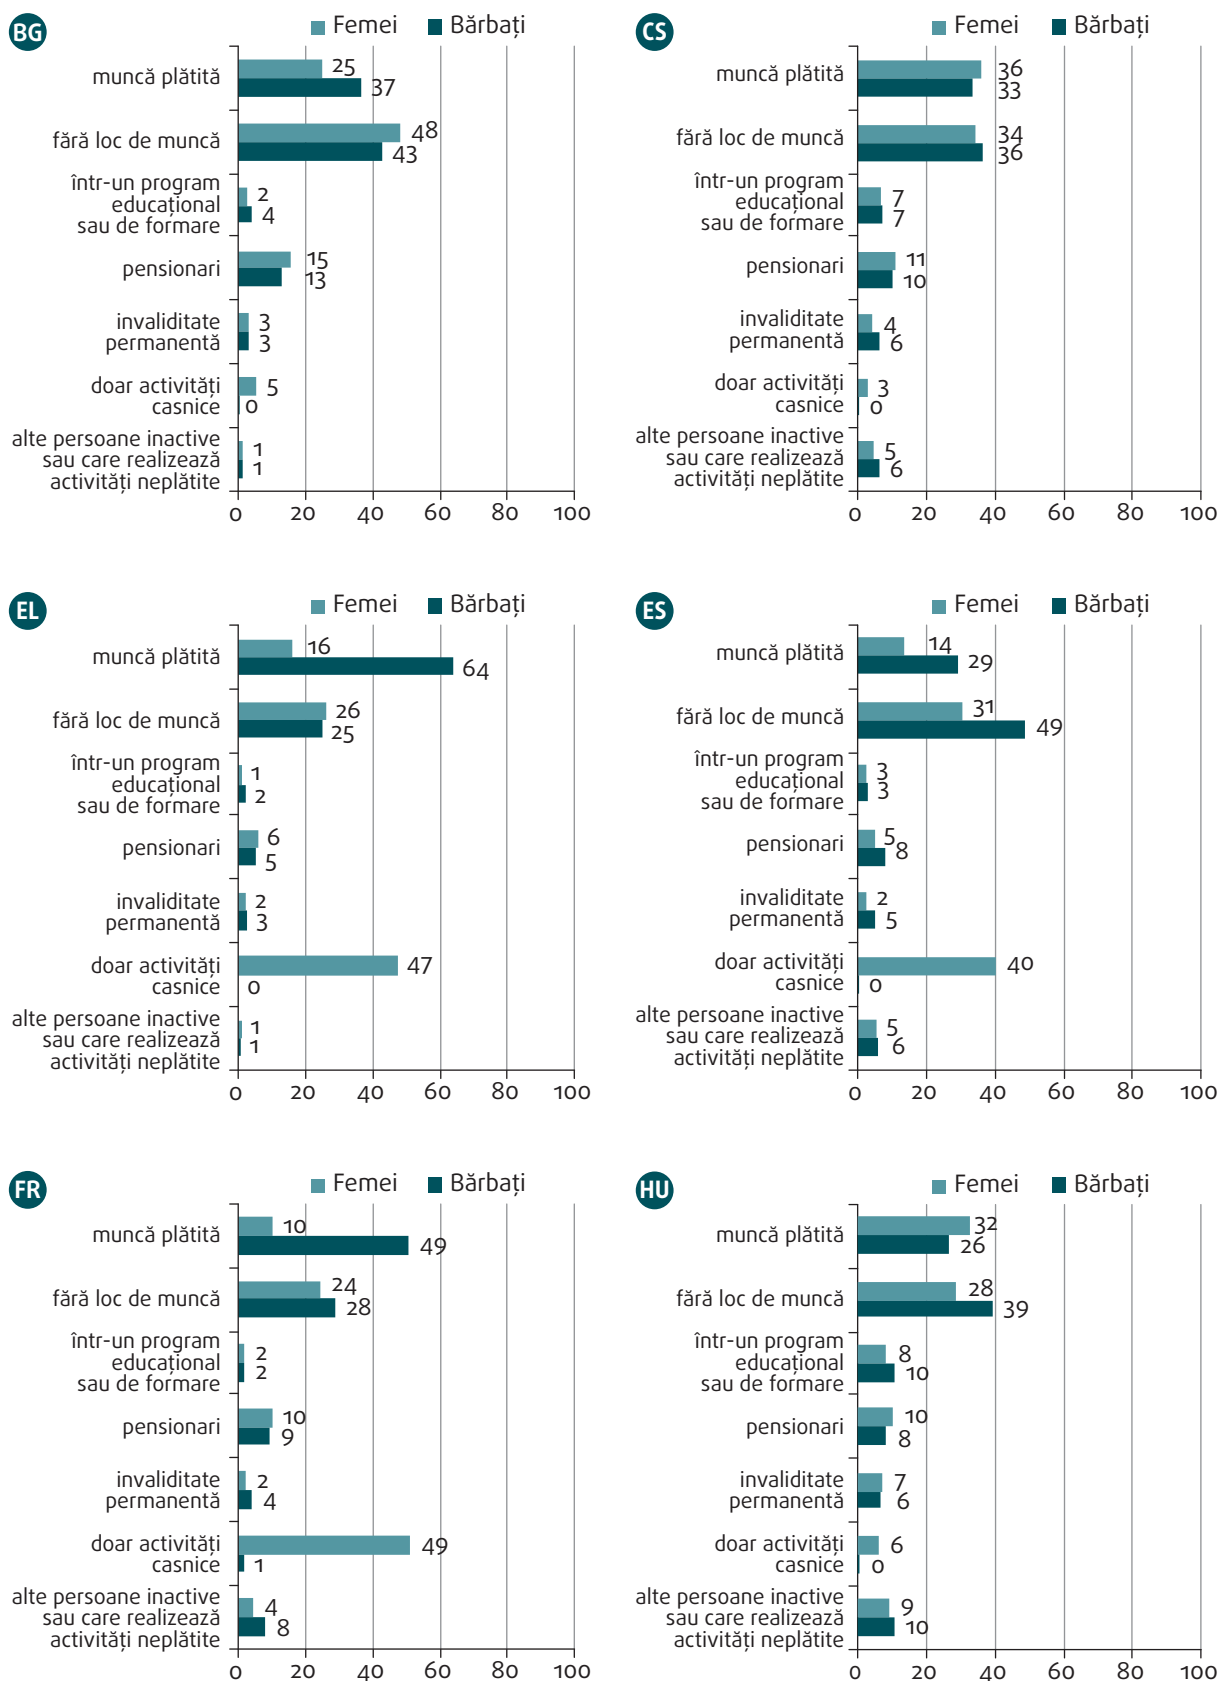 BG
Femei Bărbați
muncă plătită
25
37
fără loc de muncă
48
43
într-un program
educațional
sau de formare
2
4
pensionari
15
13
invaliditate
permanentă
3
3
doar activități
casnice
5
0
alte persoane inactive
sau care realizează
activități neplătite
1
1
0 20 40 60 80 100
CS
Femei Bărbați
muncă plătită
36
33
fără loc de muncă
34
36
într-un program
educațional
sau de formare
7
7
pensionari
11
10
invaliditate
permanentă
4
6
doar activități
casnice
3
0
alte persoane inactive
sau care realizează
activități neplătite
5
6
0 20 40 60 80 100
EL
Femei Bărbați
muncă plătită
16
64
fără loc de muncă
26
25
într-un program
educațional
sau de formare
1
2
pensionari
6
5
invaliditate
permanentă
2
3
doar activități
casnice
47
0
alte persoane inactive
sau care realizează
activități neplătite
1
1
0 20 40 60 80 100
ES
Femei Bărbați
muncă plătită
14
29
fără loc de muncă
31
49
într-un program
educațional
sau de formare
3
3
pensionari
5
8
invaliditate
permanentă
2
5
doar activități
casnice
40
0
alte persoane inactive
sau care realizează
activități neplătite
5
6
0 20 40 60 80 100
FR
Femei Bărbați
muncă plătită
10
49
fără loc de muncă
24
28
într-un program
educațional
sau de formare
2
2
pensionari
10
9
invaliditate
permanentă
2
4
doar activități
casnice
49
1
alte persoane inactive
sau care realizează
activități neplătite
4
8
0 20 40 60 80 100
HU
Femei Bărbați
muncă plătită
32
26
fără loc de muncă
28
39
într-un program
educațional
sau de formare
8
10
pensionari
10
8
invaliditate
permanentă
7
6
doar activități
casnice
6
0
alte persoane inactive
sau care realizează
activități neplătite
9
10
0 20 40 60 80 100